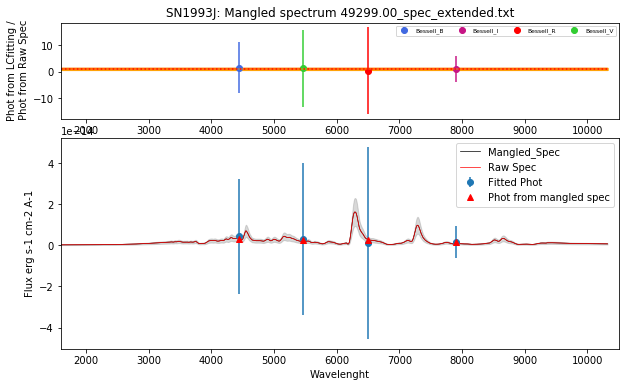 SN1993J: Mangled spectrum 49299.00_spec_extended.txt
Phot from LCfitting /
Phot from Raw Spec
10
0
−10
Bessell_B
Bessell_I
Bessell_R
Bessell_V
2000 3000 4000 5000 6000 7000 8000 9000 10000
1e−14
Flux erg s-1 cm-2 A-1
4
2
0
−2
−4
Mangled_Spec
Raw Spec
Fitted Phot
Phot from mangled spec
2000 3000 4000 5000 6000 7000 8000 9000 10000
Wavelenght